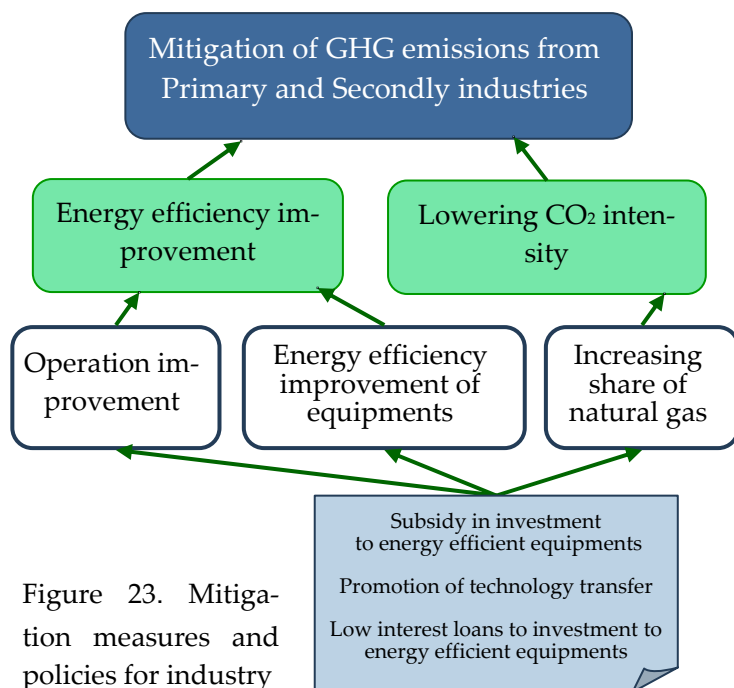 Mitigation of GHG emissions from
Primary and Secondly industries
Energy efficiency im-
provement
Lowering CO₂ inten-
sity
Operation im-
provement
Energy efficiency
improvement of
equipments
Increasing
share of
natural gas
Subsidy in investment
to energy efficient equipments
Promotion of technology transfer
Low interest loans to investment to
energy efficient equipments
Figure 23. Mitiga-
tion measures and
policies for industry